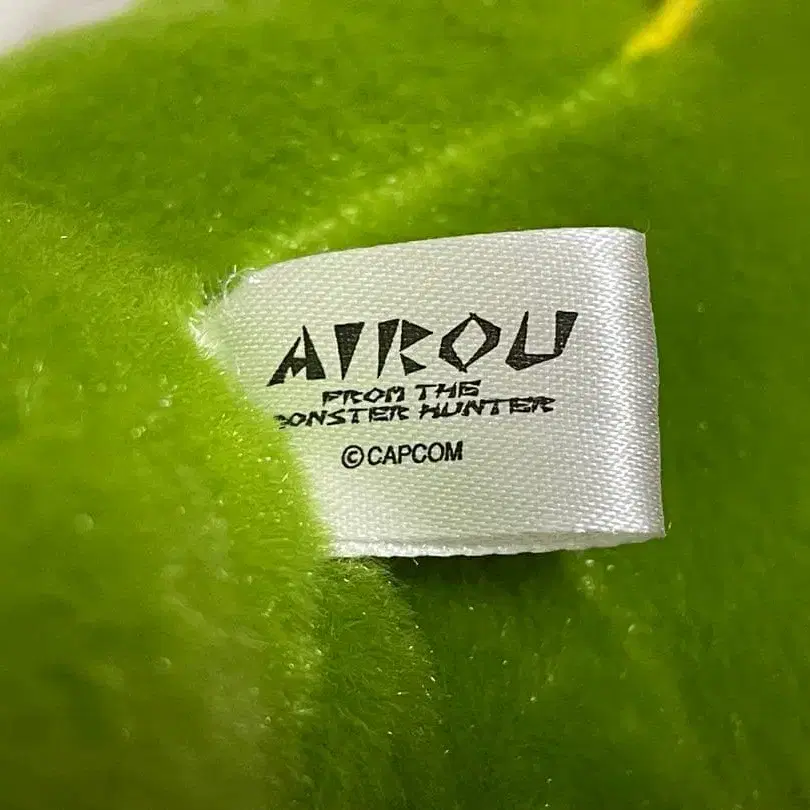 AIROU
FROM THE
MONSTER HUNTER
©CAPCOM